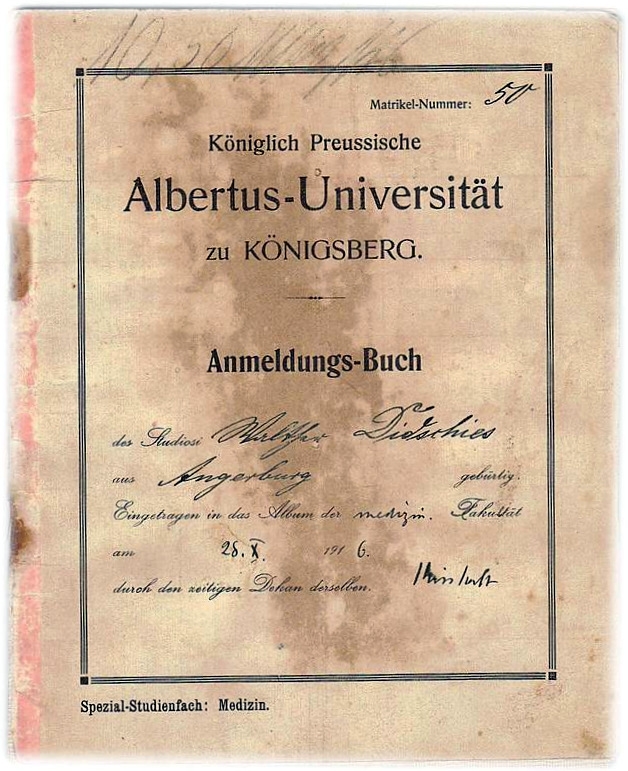 Matrikel-Nummer: 50
Königlich Preussische
Albertus-Universität
zu KÖNIGSBERG.
Anmeldungs-Buch
des Studiosi Walther Didschies
aus Angerburg gebürtig.
Eingetragen in das Album der medizin. Fakultät
am 28. X. 1916.
durch den zeitigen Dekan derselben.
Spezial-Studienfach: Medizin.